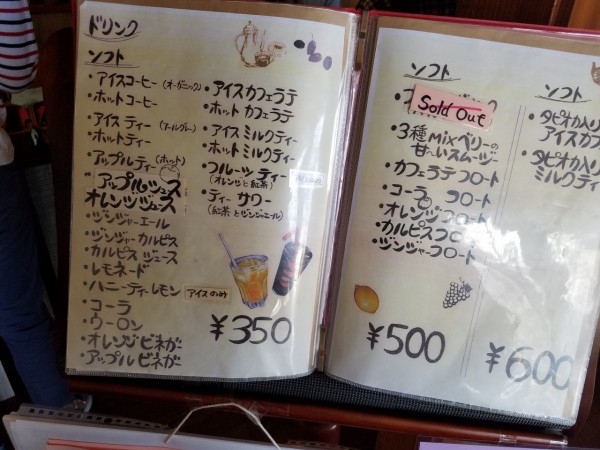 ドリンク
ソフト
・アイスコーヒー (オーガニック)
・ホットコーヒー
・アイスティー (アールグレー)
・ホットティー
・アップルティー (ホット)
アップルジュース
オレンジジュース
・ジンジャーエール
・ジンジャーカルピス
・カルピスジュース
・レモネード
・ハニーティーレモン アイスのみ
・コーラ
・ウーロン
・オレンジビネガー
・アップルビネガー
・アイスカフェラテ
・ホットカフェラテ
・アイスミルクティー
・ホットミルクティー
・フルーツティー
(オレンジと紅茶)
・ティーサワー
(紅茶とジンジャエール)
¥350
ソフト
Sold Out
・3種Mixベリーの
甘〜いスムージー
・カフェラテフロート
・コーラフロート
・オレンジフロート
・カルピスフロート
・ジンジャーフロート
¥500
ソフト
・タピオカ入り
アイスカフ
・タピオカ入り
ミルクティ
¥600